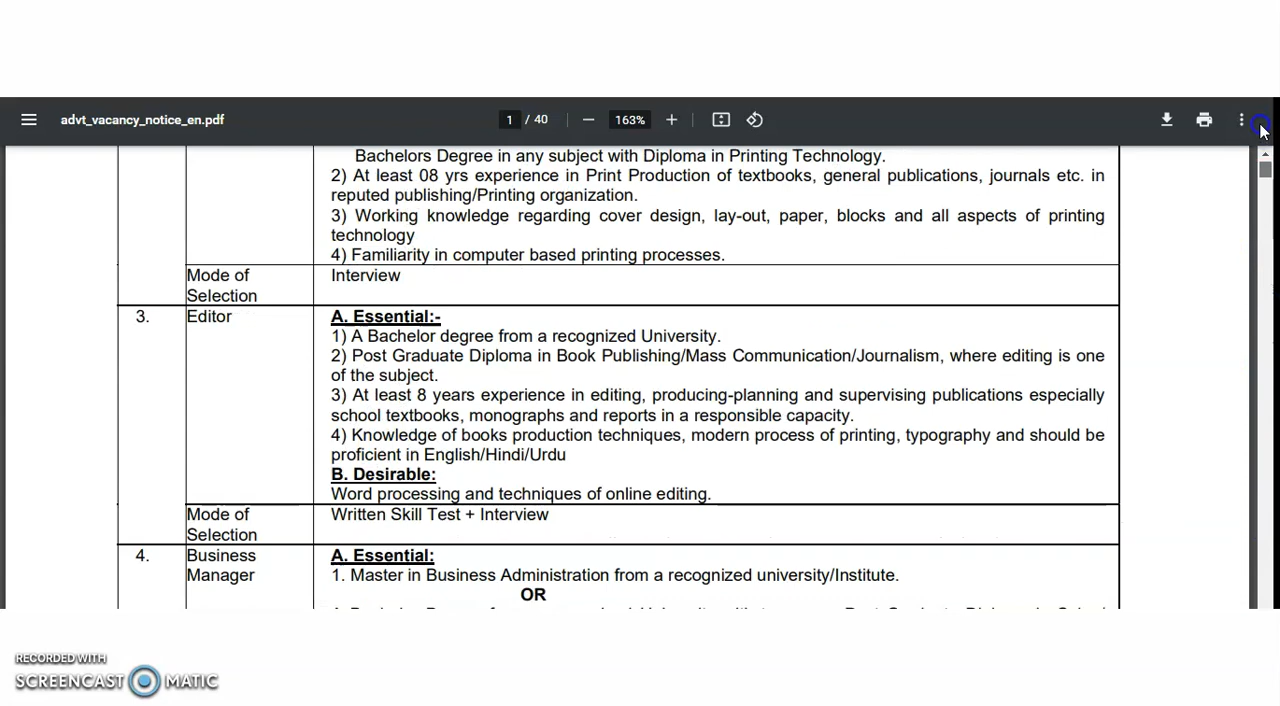 advt_vacancy_notice_en.pdf
1 / 40
163%
Bachelors Degree in any subject with Diploma in Printing Technology.
2) At least 08 yrs experience in Print Production of textbooks, general publications, journals etc. in
reputed publishing/Printing organization.
3) Working knowledge regarding cover design, lay-out, paper, blocks and all aspects of printing
technology
4) Familiarity in computer based printing processes.
Mode of
Selection
Interview
3.
Editor
A. Essential:-
1) A Bachelor degree from a recognized University.
2) Post Graduate Diploma in Book Publishing/Mass Communication/Journalism, where editing is one
of the subject.
3) At least 8 years experience in editing, producing-planning and supervising publications especially
school textbooks, monographs and reports in a responsible capacity.
4) Knowledge of books production techniques, modern process of printing, typography and should be
proficient in English/Hindi/Urdu
B. Desirable:
Word processing and techniques of online editing.
Mode of
Selection
Written Skill Test + Interview
4.
Business
Manager
A. Essential:
1. Master in Business Administration from a recognized university/Institute.
OR
RECORDED WITH
SCREENCAST MATIC